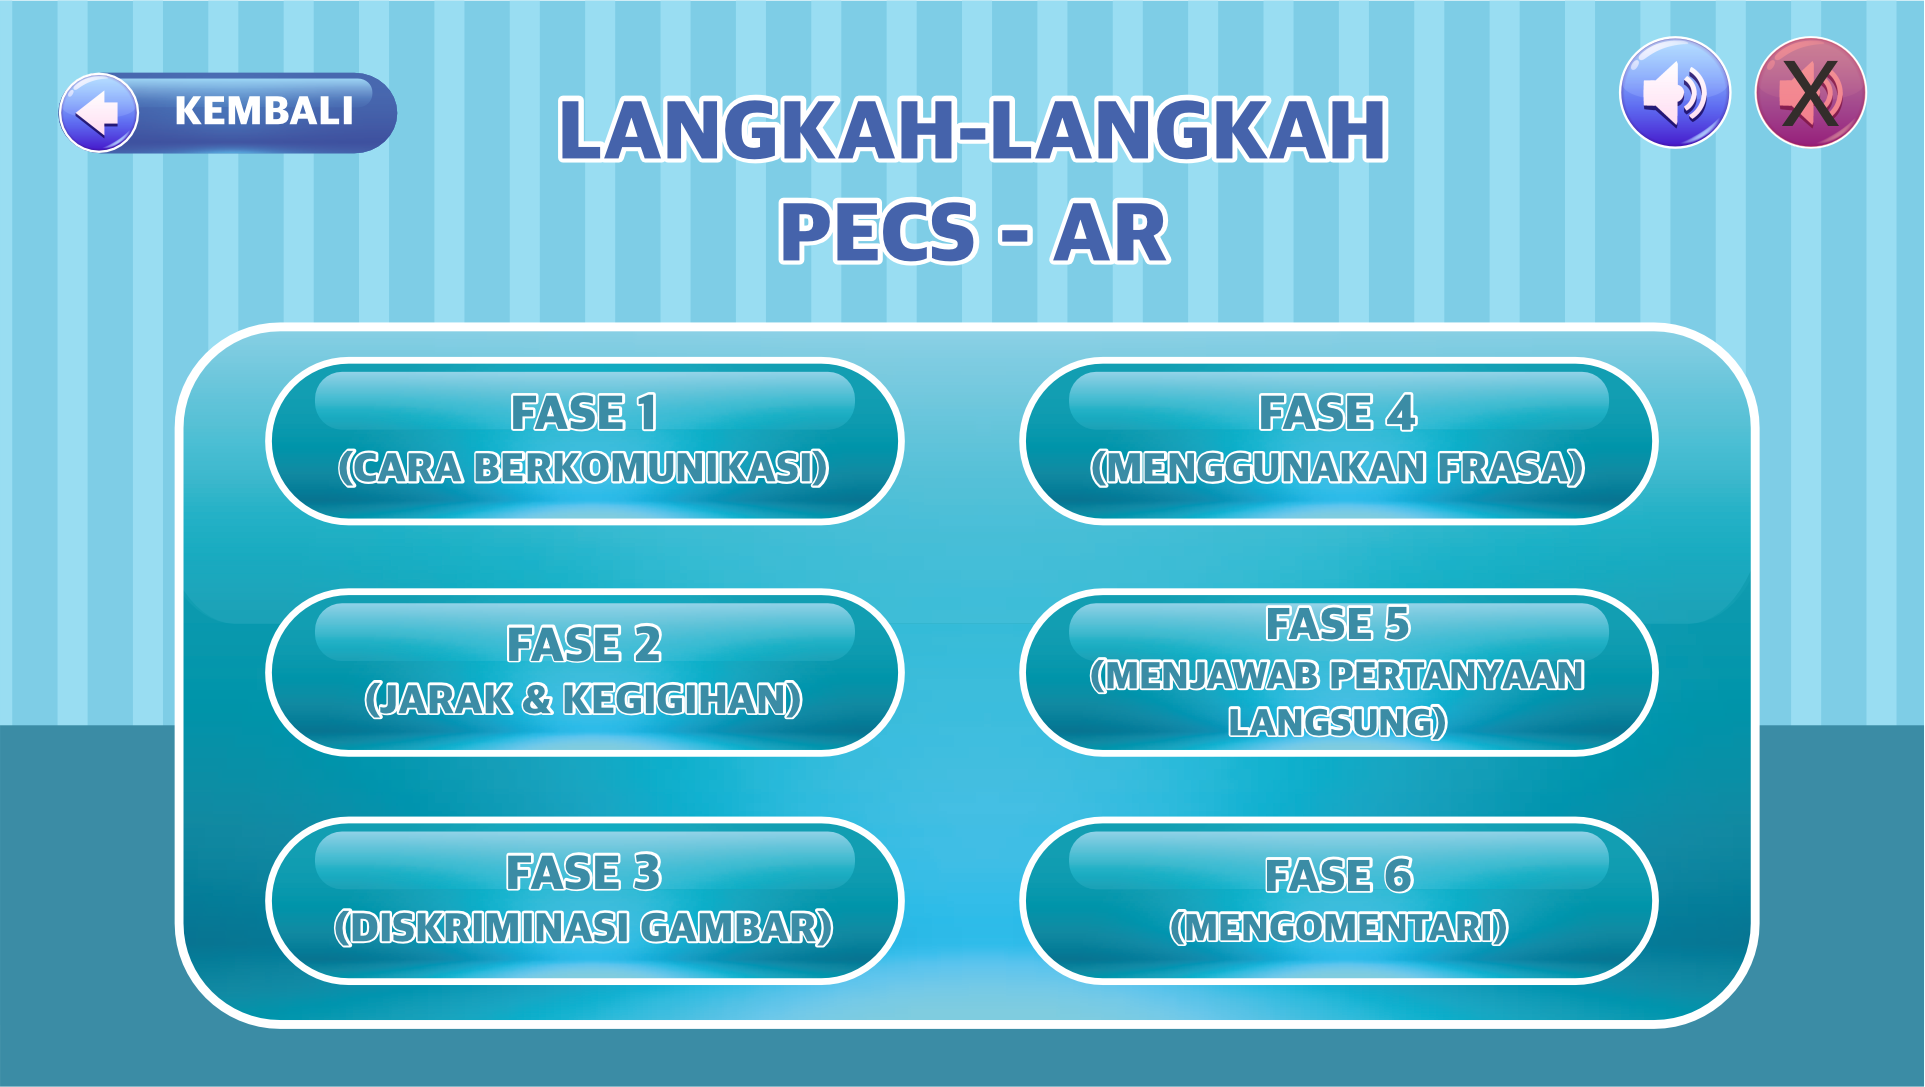 KEMBALI
LANGKAH-LANGKAH
PECS - AR
X
FASE 1
(CARA BERKOMUNIKASI)
FASE 2
(JARAK & KEGIGIHAN)
FASE 3
(DISKRIMINASI GAMBAR)
FASE 4
(MENGGUNAKAN FRASA)
FASE 5
(MENJAWAB PERTANYAAN
LANGSUNG)
FASE 6
(MENGOMENTARI)